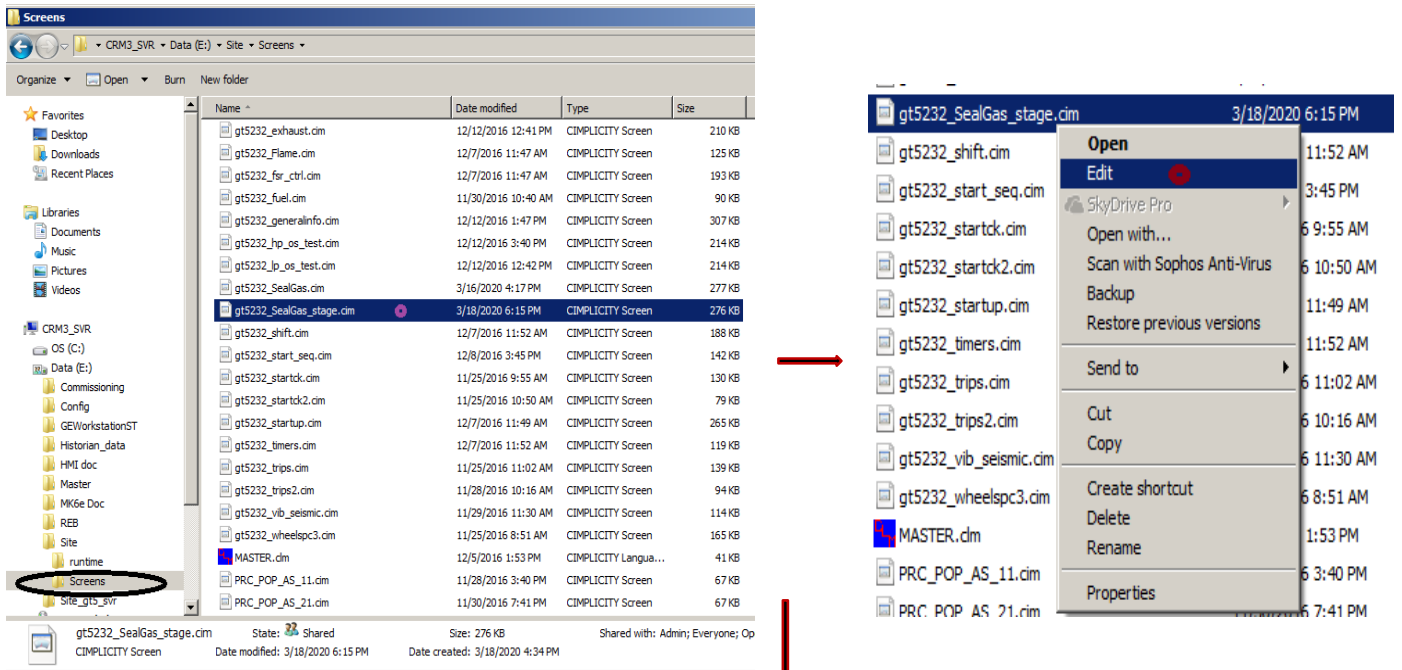 Screens
CRM3_SVR Data (E:) Site Screens
Organize Open Burn New folder
Favorites
Desktop
Downloads
Recent Places
Libraries
Documents
Music
Pictures
Videos
CRM3_SVR
OS (C:)
Data (E:)
Commissioning
Config
GEWorkstationST
Historian_data
HMI doc
Master
MK6e Doc
REB
Site
runtime
Screens
Site_gt5_svr
Name Date modified Type Size
gt5232_exhaust.cim 12/12/2016 12:41 PM CIMPLICITY Screen 210 KB
gt5232_Flame.cim 12/7/2016 11:47 AM CIMPLICITY Screen 125 KB
gt5232_fsr_ctrl.cim 12/7/2016 11:47 AM CIMPLICITY Screen 193 KB
gt5232_fuel.cim 11/30/2016 10:40 AM CIMPLICITY Screen 90 KB
gt5232_generalinfo.cim 12/12/2016 1:47 PM CIMPLICITY Screen 307 KB
gt5232_hp_os_test.cim 12/12/2016 3:40 PM CIMPLICITY Screen 214 KB
gt5232_lp_os_test.cim 12/12/2016 12:42 PM CIMPLICITY Screen 214 KB
gt5232_SealGas.cim 3/16/2020 4:17 PM CIMPLICITY Screen 277 KB
gt5232_SealGas_stage.cim 3/18/2020 6:15 PM CIMPLICITY Screen 276 KB
gt5232_shift.cim 12/7/2016 11:52 AM CIMPLICITY Screen 188 KB
gt5232_start_seq.cim 12/8/2016 3:45 PM CIMPLICITY Screen 142 KB
gt5232_startck.cim 11/25/2016 9:55 AM CIMPLICITY Screen 130 KB
gt5232_startck2.cim 11/25/2016 10:50 AM CIMPLICITY Screen 79 KB
gt5232_startup.cim 12/7/2016 11:49 AM CIMPLICITY Screen 265 KB
gt5232_timers.cim 12/7/2016 11:52 AM CIMPLICITY Screen 119 KB
gt5232_trips.cim 11/25/2016 11:02 AM CIMPLICITY Screen 139 KB
gt5232_trips2.cim 11/28/2016 10:16 AM CIMPLICITY Screen 94 KB
gt5232_vib_seismic.cim 11/29/2016 11:30 AM CIMPLICITY Screen 114 KB
gt5232_wheelspc3.cim 11/25/2016 8:51 AM CIMPLICITY Screen 165 KB
MASTER.clm 12/5/2016 1:53 PM CIMPLICITY Langua... 41 KB
PRC_POP_AS_11.cim 11/28/2016 3:40 PM CIMPLICITY Screen 67 KB
PRC_POP_AS_21.cim 11/30/2016 7:41 PM CIMPLICITY Screen 67 KB
gt5232_SealGas_stage.cim State: Shared Size: 276 KB Shared with: Admin; Everyone; Op
CIMPLICITY Screen Date modified: 3/18/2020 6:15 PM Date created: 3/18/2020 4:34 PM
gt5232_SealGas_stage.cim 3/18/2020 6:15 PM
gt5232_shift.cim 11:52 AM
gt5232_start_seq.cim 3:45 PM
gt5232_startck.cim 6 9:55 AM
gt5232_startck2.cim 6 10:50 AM
gt5232_startup.cim 11:49 AM
gt5232_timers.cim 11:52 AM
gt5232_trips.cim 6 11:02 AM
gt5232_trips2.cim 6 10:16 AM
gt5232_vib_seismic.cim 6 11:30 AM
gt5232_wheelspc3.cim 6 8:51 AM
MASTER.clm 1:53 PM
PRC_POP_AS_11.cim 6 3:40 PM
PRC_POP_AS_21.cim 7:41 PM
Open
Edit
SkyDrive Pro
Open with...
Scan with Sophos Anti-Virus
Backup
Restore previous versions
Send to
Cut
Copy
Create shortcut
Delete
Rename
Properties